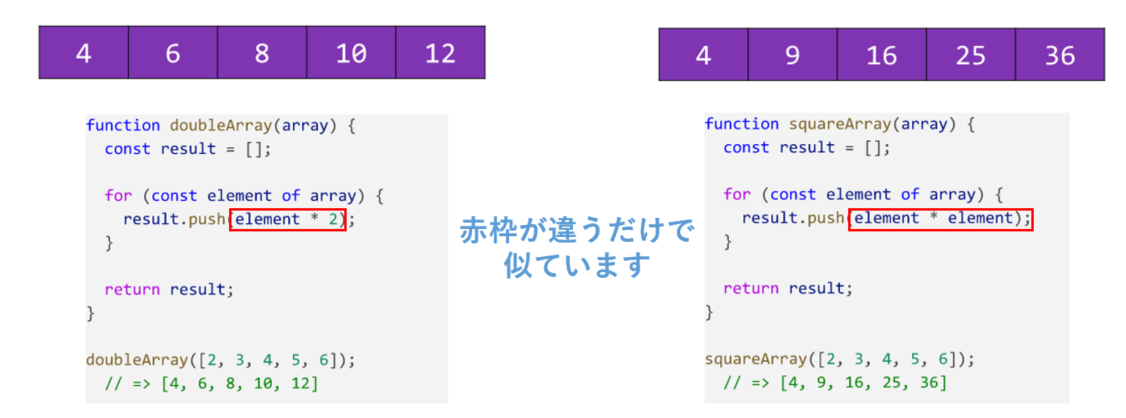 4 6 8 10 12
function doubleArray(array) {
  const result = [];
  for (const element of array) {
    result.push(element * 2);
  }
  return result;
}
doubleArray([2, 3, 4, 5, 6]);
  // => [4, 6, 8, 10, 12]
赤枠が違うだけで
似ています
4 9 16 25 36
function squareArray(array) {
  const result = [];
  for (const element of array) {
    result.push(element * element);
  }
  return result;
}
squareArray([2, 3, 4, 5, 6]);
  // => [4, 9, 16, 25, 36]